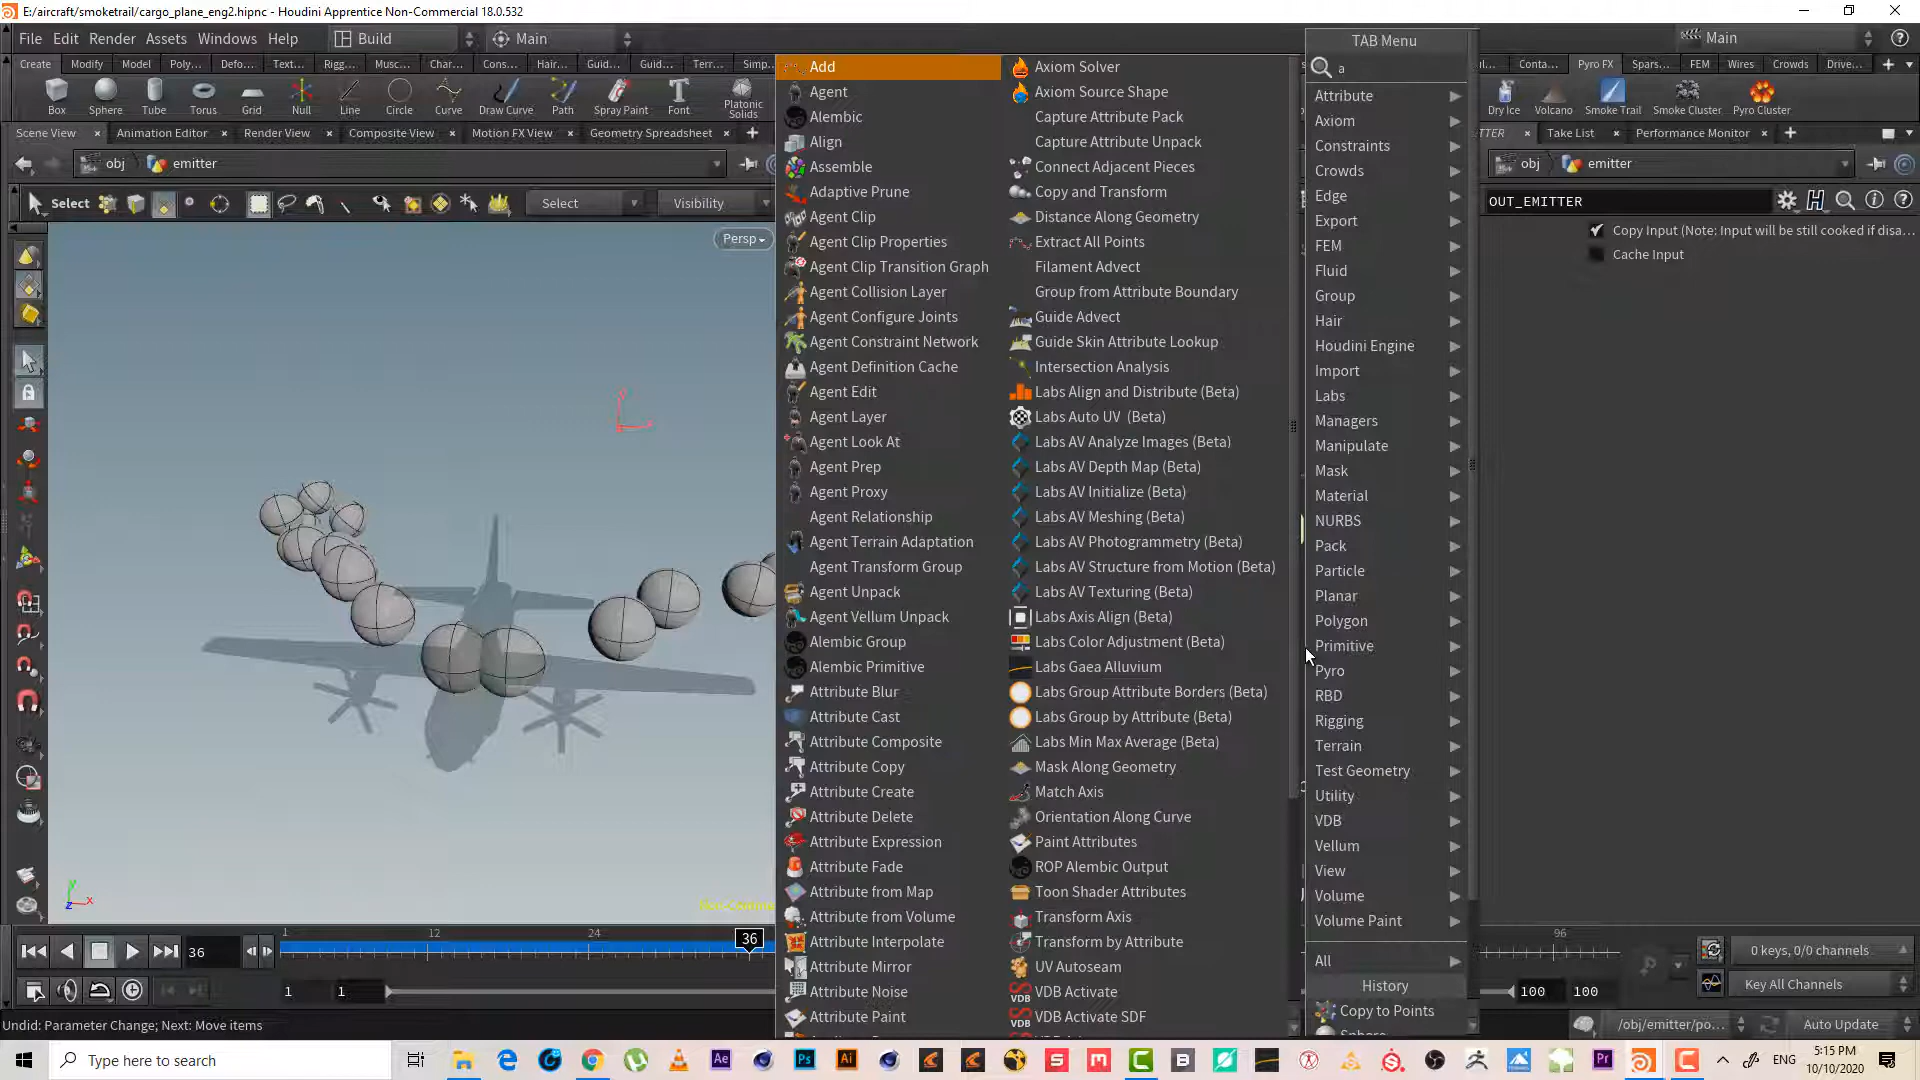 E:/aircraft/smoketrail/cargo_plane_eng2.hipnc - Houdini Apprentice Non-Commercial 18.0.532
File Edit Render Assets Windows Help Build Main Main
Create Modify Model Poly... Defo... Text... Rigg... Musc... Char... Cons... Hair... Guid... Guid... Terr... Simp... Conta... Pyro FX Spars... FEM Wires Crowds Drive...
Box Sphere Tube Torus Grid Null Line Circle Curve Draw Curve Path Spray Paint Font Platonic Solids Dry Ice Volcano Smoke Trail Smoke Cluster Pyro Cluster
Scene View Animation Editor Render View Composite View Motion FX View Geometry Spreadsheet Take List Performance Monitor
obj emitter
obj emitter
Select Select Visibility
OUT_EMITTER
Copy Input (Note: Input will be still cooked if disa...
Cache Input
Persp
TAB Menu
a
Add
Agent
Alembic
Align
Assemble
Adaptive Prune
Agent Clip
Agent Clip Properties
Agent Clip Transition Graph
Agent Collision Layer
Agent Configure Joints
Agent Constraint Network
Agent Definition Cache
Agent Edit
Agent Layer
Agent Look At
Agent Prep
Agent Proxy
Agent Relationship
Agent Terrain Adaptation
Agent Transform Group
Agent Unpack
Agent Vellum Unpack
Alembic Group
Alembic Primitive
Attribute Blur
Attribute Cast
Attribute Composite
Attribute Copy
Attribute Create
Attribute Delete
Attribute Expression
Attribute Fade
Attribute from Map
Attribute from Volume
Attribute Interpolate
Attribute Mirror
Attribute Noise
Attribute Paint
Axiom Solver
Axiom Source Shape
Capture Attribute Pack
Capture Attribute Unpack
Connect Adjacent Pieces
Copy and Transform
Distance Along Geometry
Extract All Points
Filament Advect
Group from Attribute Boundary
Guide Advect
Guide Skin Attribute Lookup
Intersection Analysis
Labs Align and Distribute (Beta)
Labs Auto UV (Beta)
Labs AV Analyze Images (Beta)
Labs AV Depth Map (Beta)
Labs AV Initialize (Beta)
Labs AV Meshing (Beta)
Labs AV Photogrammetry (Beta)
Labs AV Structure from Motion (Beta)
Labs AV Texturing (Beta)
Labs Axis Align (Beta)
Labs Color Adjustment (Beta)
Labs Gaea Alluvium
Labs Group Attribute Borders (Beta)
Labs Group by Attribute (Beta)
Labs Min Max Average (Beta)
Mask Along Geometry
Match Axis
Orientation Along Curve
Paint Attributes
ROP Alembic Output
Toon Shader Attributes
Transform Axis
Transform by Attribute
UV Autoseam
VDB Activate
VDB Activate SDF
Attribute
Axiom
Constraints
Crowds
Edge
Export
FEM
Fluid
Group
Hair
Houdini Engine
Import
Labs
Managers
Manipulate
Mask
Material
NURBS
Pack
Particle
Planar
Polygon
Primitive
Pyro
RBD
Rigging
Terrain
Test Geometry
Utility
VDB
Vellum
View
Volume
Volume Paint
All
History
Copy to Points
36 1 12 24 36 96 0 keys, 0/0 channels
1 1 100 100 Key All Channels
Undid: Parameter Change; Next: Move items /obj/emitter/po... Auto Update
Type here to search ENG 5:15 PM
10/10/2020